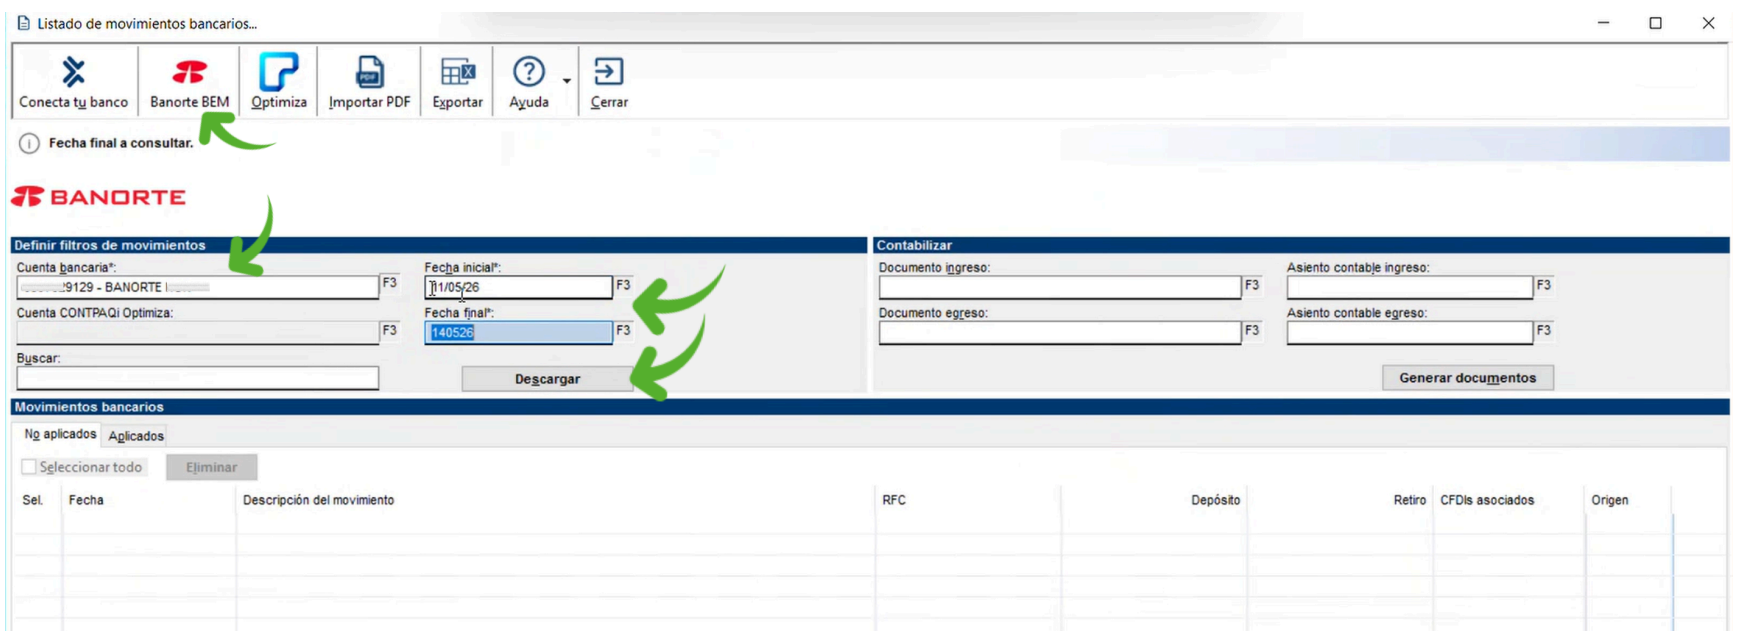 Listado de movimientos bancarios...
Conecta tu banco Banorte BEM Optimiza Importar PDF Exportar Ayuda Cerrar
Fecha final a consultar.
BANORTE
Definir filtros de movimientos Contabilizar
Cuenta bancaria*: Fecha inicial*: Documento ingreso: Asiento contable ingreso:
9129 - BANORTE F3 1/05/26 F3 F3 F3
Cuenta CONTPAQi Optimiza: Fecha final*: Documento egreso: Asiento contable egreso:
F3 140526 F3 F3 F3
Buscar:
Descargar Generar documentos
Movimientos bancarios
No aplicados Aplicados
Seleccionar todo Eliminar
Sel. Fecha Descripción del movimiento RFC Depósito Retiro CFDIs asociados Origen